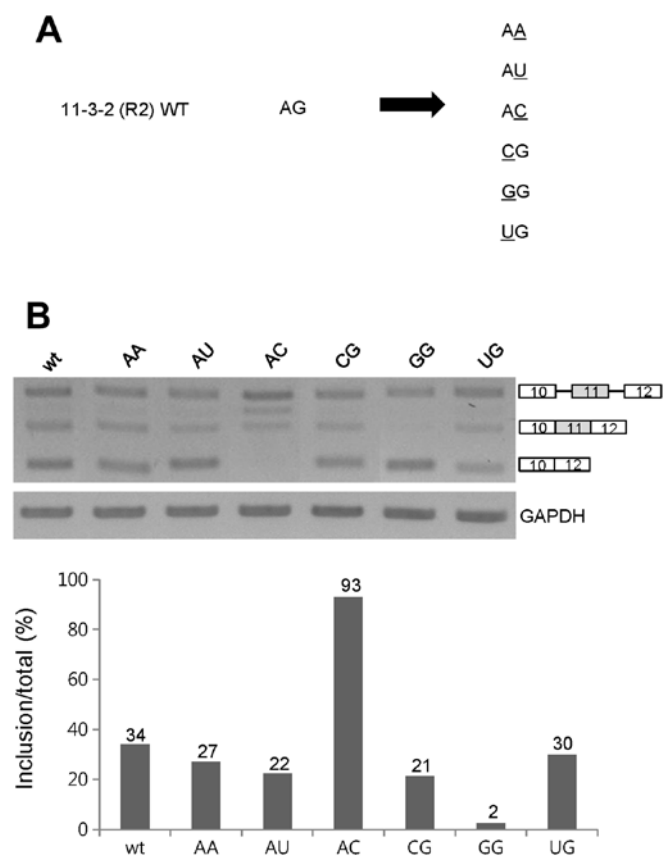 A
11-3-2 (R2) WT AG
AA
AU
AC
CG
GG
UG
B
wt AA AU AC CG GG UG
10 11 12
10 11 12
10 12
GAPDH
Inclusion/total (%)
100
80
60
40
20
0
34 27 22 93 21 2 30
wt AA AU AC CG GG UG